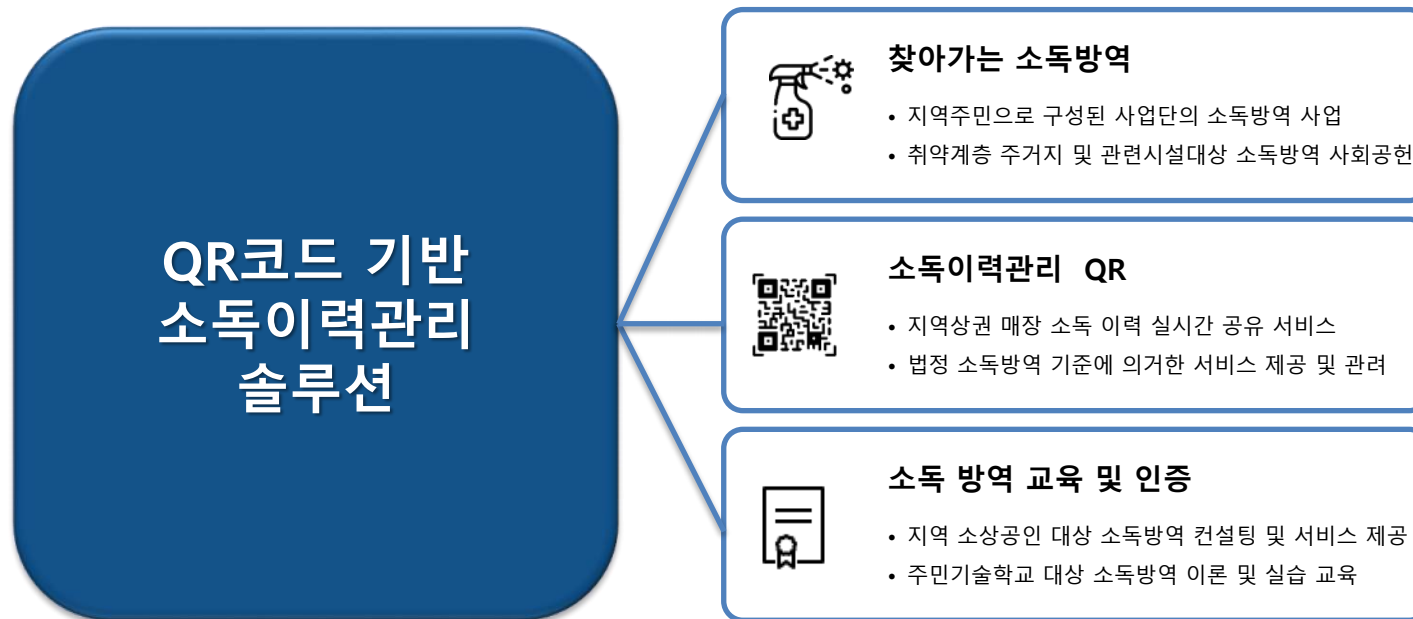 QR코드 기반
소독이력관리
솔루션
찾아가는 소독방역
• 지역주민으로 구성된 사업단의 소독방역 사업
• 취약계층 주거지 및 관련시설대상 소독방역 사회공헌
소독이력관리 QR
• 지역상권 매장 소독 이력 실시간 공유 서비스
• 법정 소독방역 기준에 의거한 서비스 제공 및 관려
소독 방역 교육 및 인증
• 지역 소상공인 대상 소독방역 컨설팅 및 서비스 제공
• 주민기술학교 대상 소독방역 이론 및 실습 교육